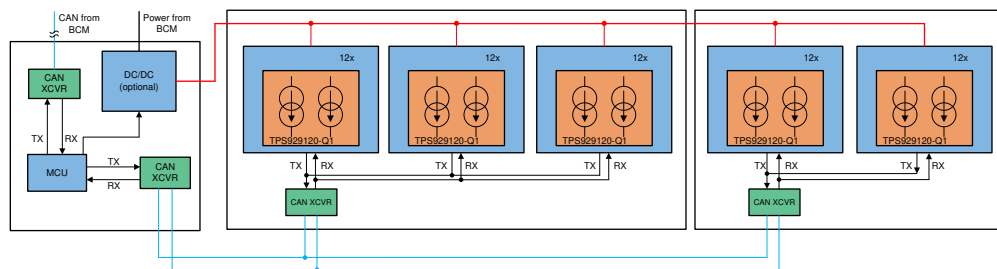 CAN from
BCM
Power from
BCM
CAN
XCVR
DC/DC
(optional)
TX
RX
MCU
TX
RX
CAN
XCVR
12x
TPS929120-Q1
12x
TPS929120-Q1
12x
TPS929120-Q1
TX
RX
TX
RX
TX
RX
CAN XCVR
12x
TPS929120-Q1
12x
TPS929120-Q1
TX
RX
TX
RX
CAN XCVR